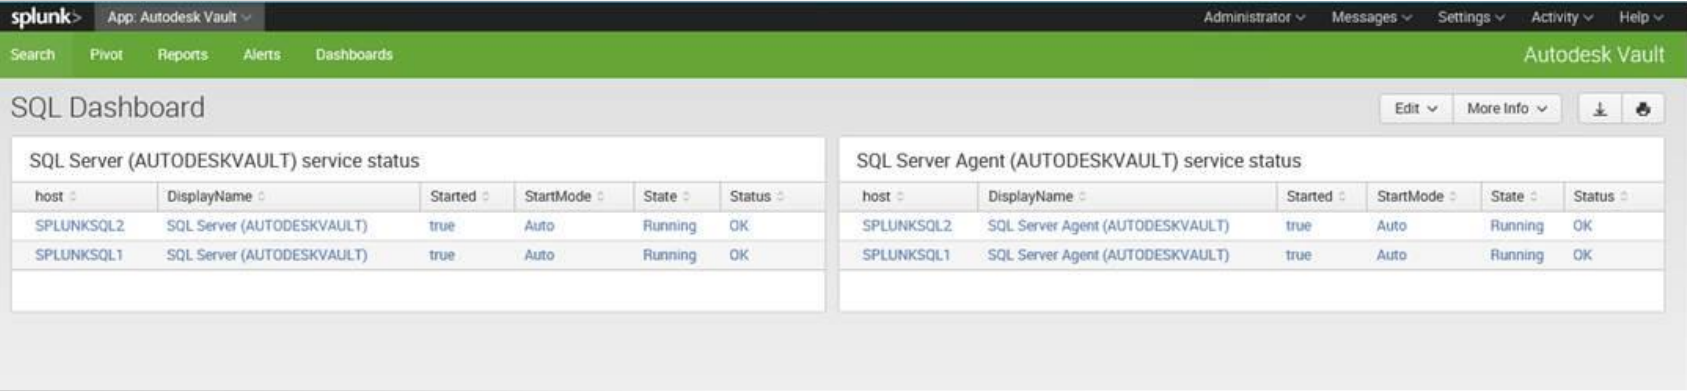 splunk> App: Autodesk Vault Administrator Messages Settings Activity Help
Search Pivot Reports Alerts Dashboards Autodesk Vault
SQL Dashboard Edit More Info
SQL Server (AUTODESKVAULT) service status
host DisplayName Started StartMode State Status
SPLUNKSQL2 SQL Server (AUTODESKVAULT) true Auto Running OK
SPLUNKSQL1 SQL Server (AUTODESKVAULT) true Auto Running OK
SQL Server Agent (AUTODESKVAULT) service status
host DisplayName Started StartMode State Status
SPLUNKSQL2 SQL Server Agent (AUTODESKVAULT) true Auto Running OK
SPLUNKSQL1 SQL Server Agent (AUTODESKVAULT) true Auto Running OK